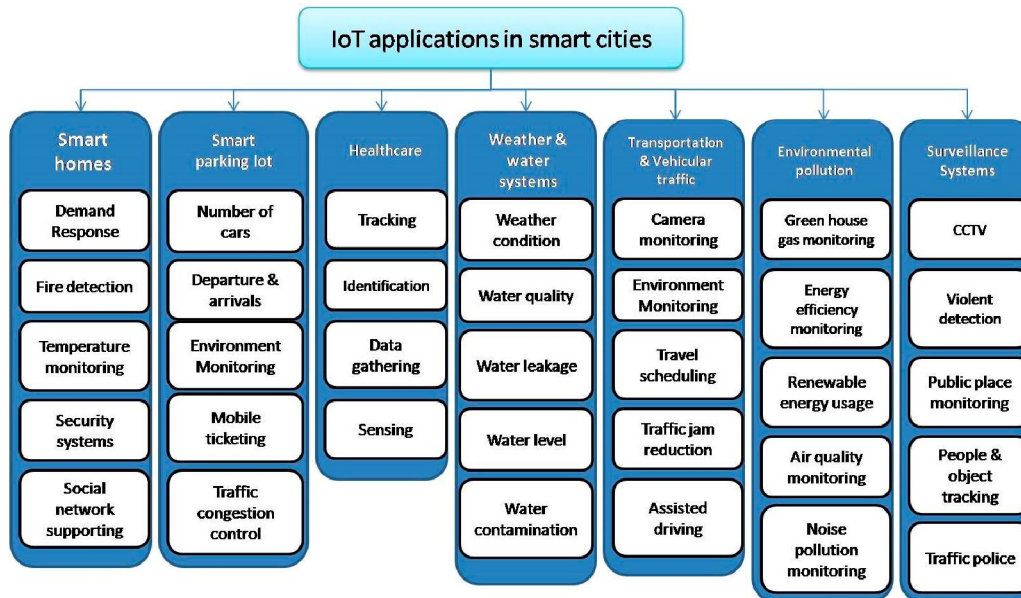 IoT applications in smart cities
Smart
homes
Demand
Response
Fire detection
Temperature
monitoring
Security
systems
Social
network
supporting
Smart
parking lot
Number of
cars
Departure &
arrivals
Environment
Monitoring
Mobile
ticketing
Traffic
congestion
control
Healthcare
Tracking
Identification
Data
gathering
Sensing
Weather &
water
systems
Weather
condition
Water quality
Water leakage
Water level
Water
contamination
Transportation
& Vehicular
traffic
Camera
monitoring
Environment
Monitoring
Travel
scheduling
Traffic jam
reduction
Assisted
driving
Environmental
pollution
Green house
gas monitoring
Energy
efficiency
monitoring
Renewable
energy usage
Air quality
monitoring
Noise
pollution
monitoring
Surveillance
Systems
CCTV
Violent
detection
Public place
monitoring
People &
object
tracking
Traffic police